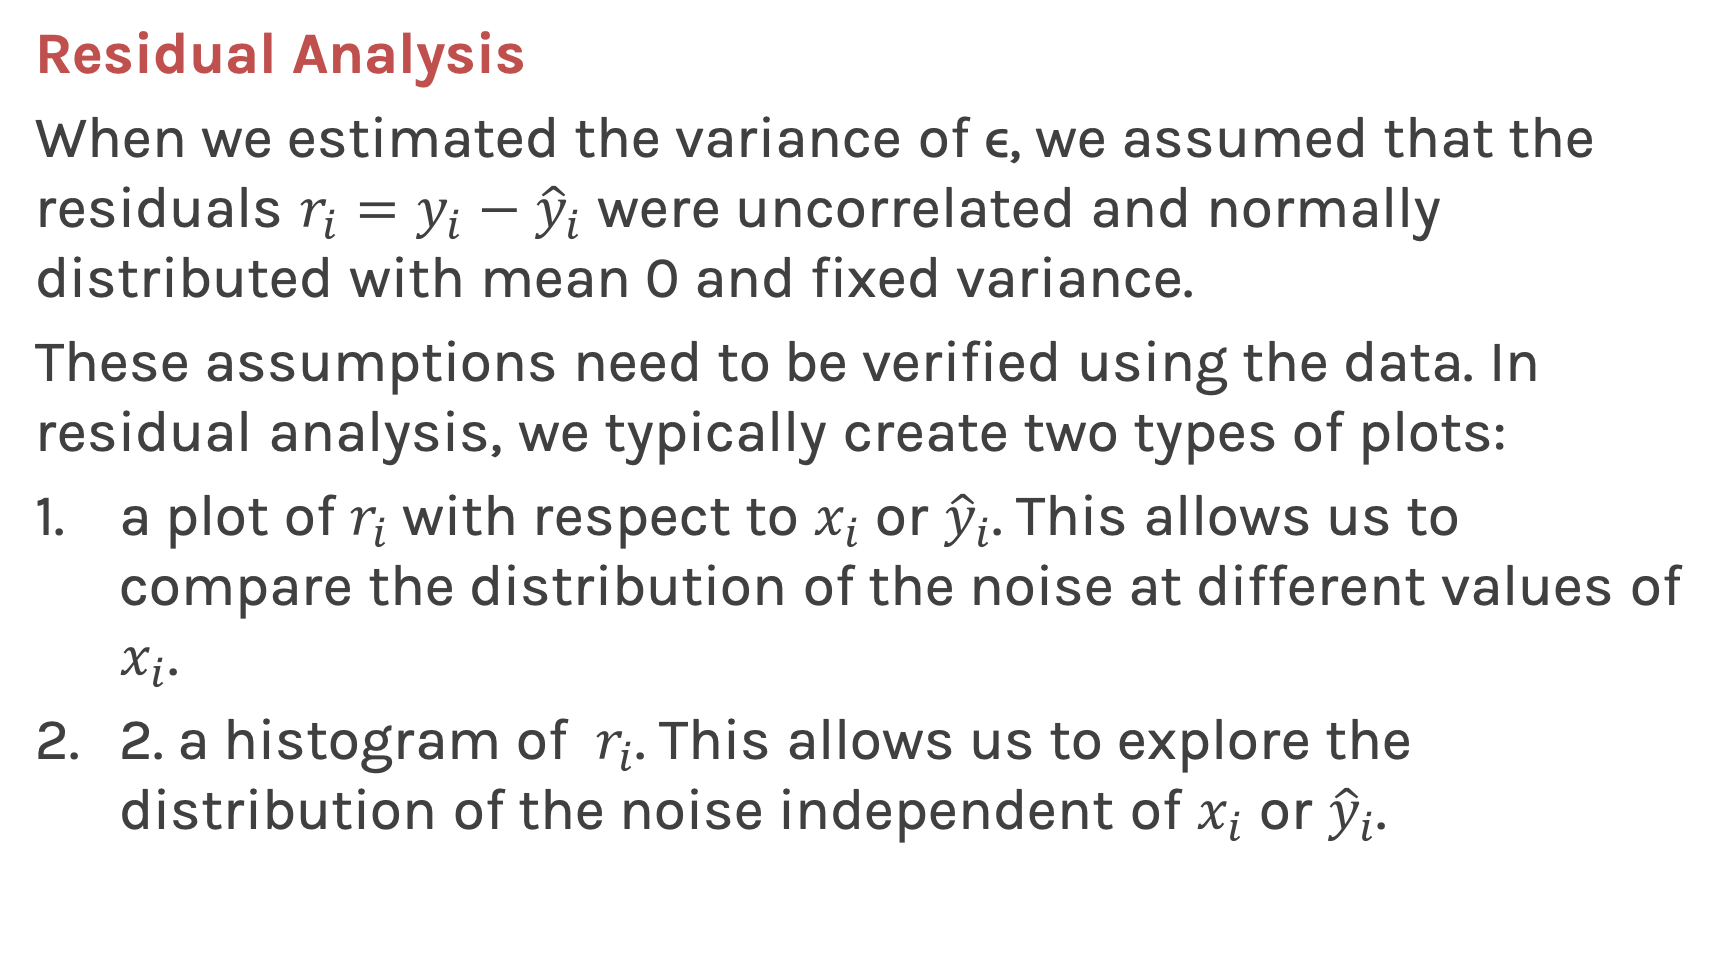 Residual Analysis
When we estimated the variance of ϵ, we assumed that the
residuals rᵢ = yᵢ − ŷᵢ were uncorrelated and normally
distributed with mean 0 and fixed variance.
These assumptions need to be verified using the data. In
residual analysis, we typically create two types of plots:
1. a plot of rᵢ with respect to xᵢ or ŷᵢ. This allows us to
compare the distribution of the noise at different values of
xᵢ.
2. 2. a histogram of rᵢ. This allows us to explore the
distribution of the noise independent of xᵢ or ŷᵢ.